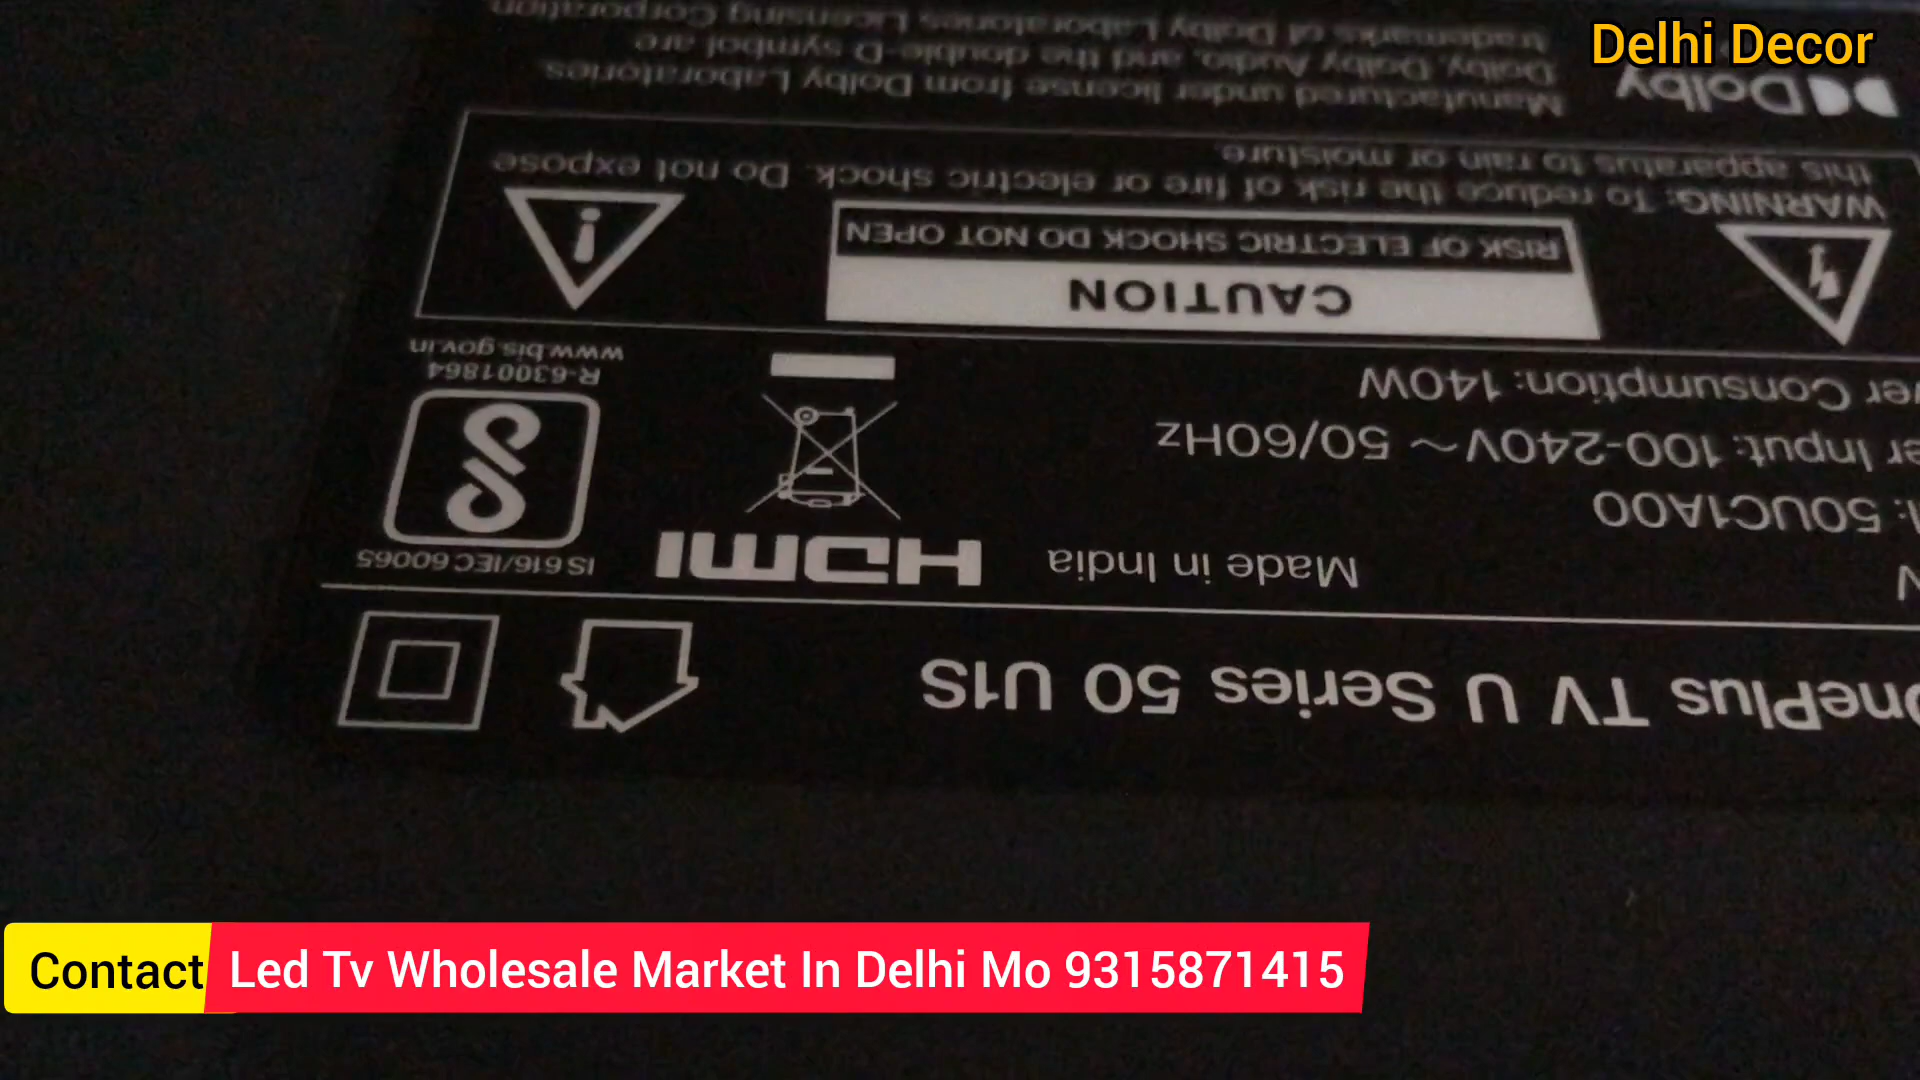 Delhi Decor
OnePlus TV U Series 50 U1S
Made in India
HDMI
IS 616/IEC 60065
50UC1A00
er Input: 100-240V ~ 50/60Hz
er Consumption: 140W
R-63001864
www.bis.gov.in
CAUTION
RISK OF ELECTRIC SHOCK DO NOT OPEN
WARNING: To reduce the risk of fire or electric shock. Do not expose
this apparatus to rain or moisture.
Dolby
Manufactured under license from Dolby Laboratories.
Dolby, Dolby Audio, and the double-D symbol are
trademarks of Dolby Laboratories Licensing Corporation
Contact
Led Tv Wholesale Market In Delhi Mo 9315871415